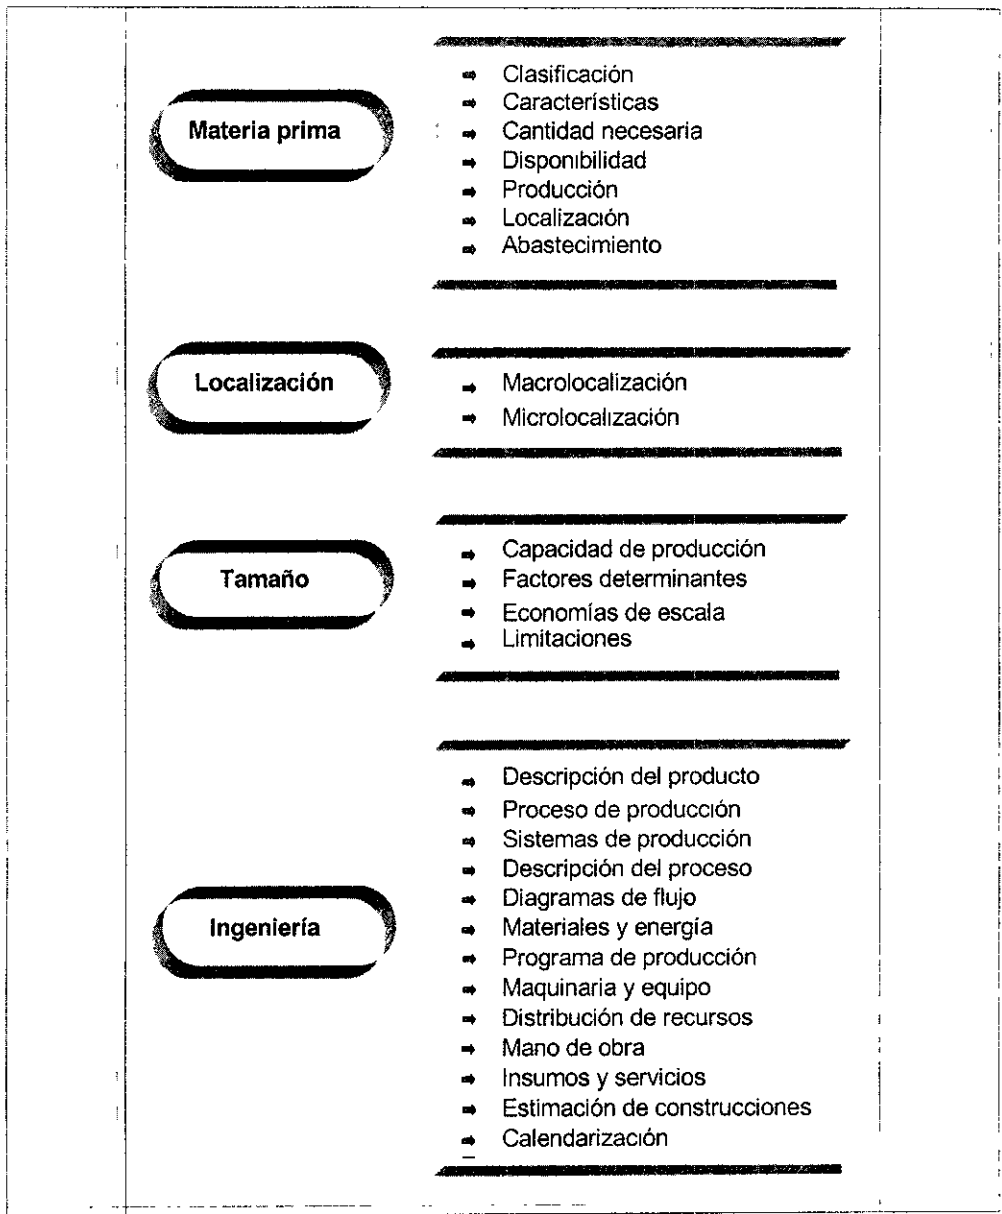 Materia prima
Clasificación
Características
Cantidad necesaria
Disponibilidad
Producción
Localización
Abastecimiento
Localización
Macrolocalización
Microlocalización
Tamaño
Capacidad de producción
Factores determinantes
Economías de escala
Limitaciones
Ingeniería
Descripción del producto
Proceso de producción
Sistemas de producción
Descripción del proceso
Diagramas de flujo
Materiales y energía
Programa de producción
Maquinaria y equipo
Distribución de recursos
Mano de obra
Insumos y servicios
Estimación de construcciones
Calendarización